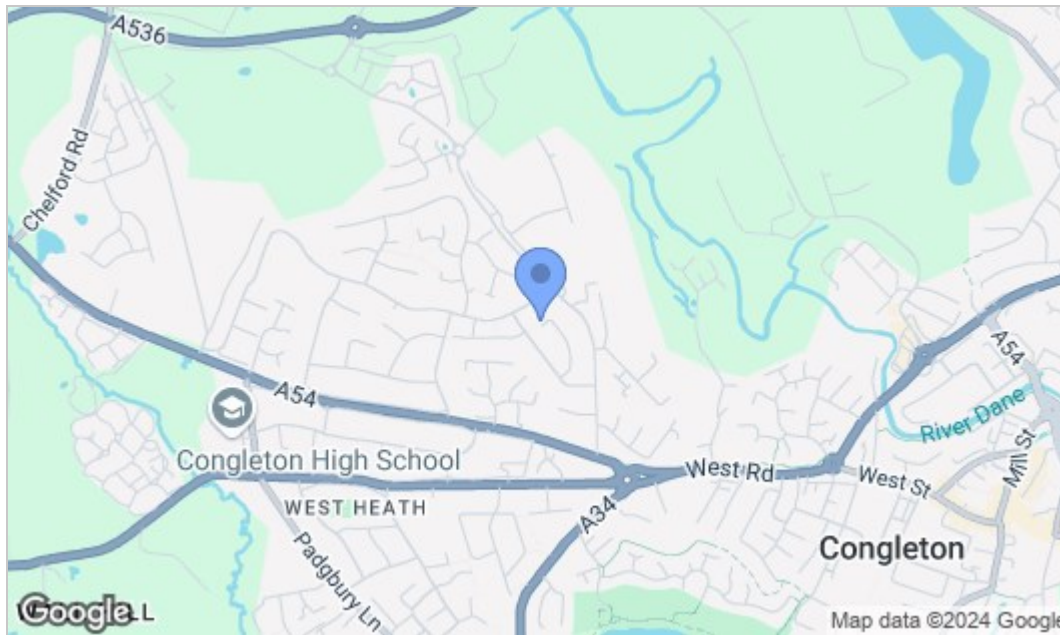 A536
Chelford Rd
A54
Congleton High School
WEST HEATH
Padgbury Ln
A34
West Rd
West St
A54
River Dane
Mill St
Congleton
Google
Map data ©2024 Google